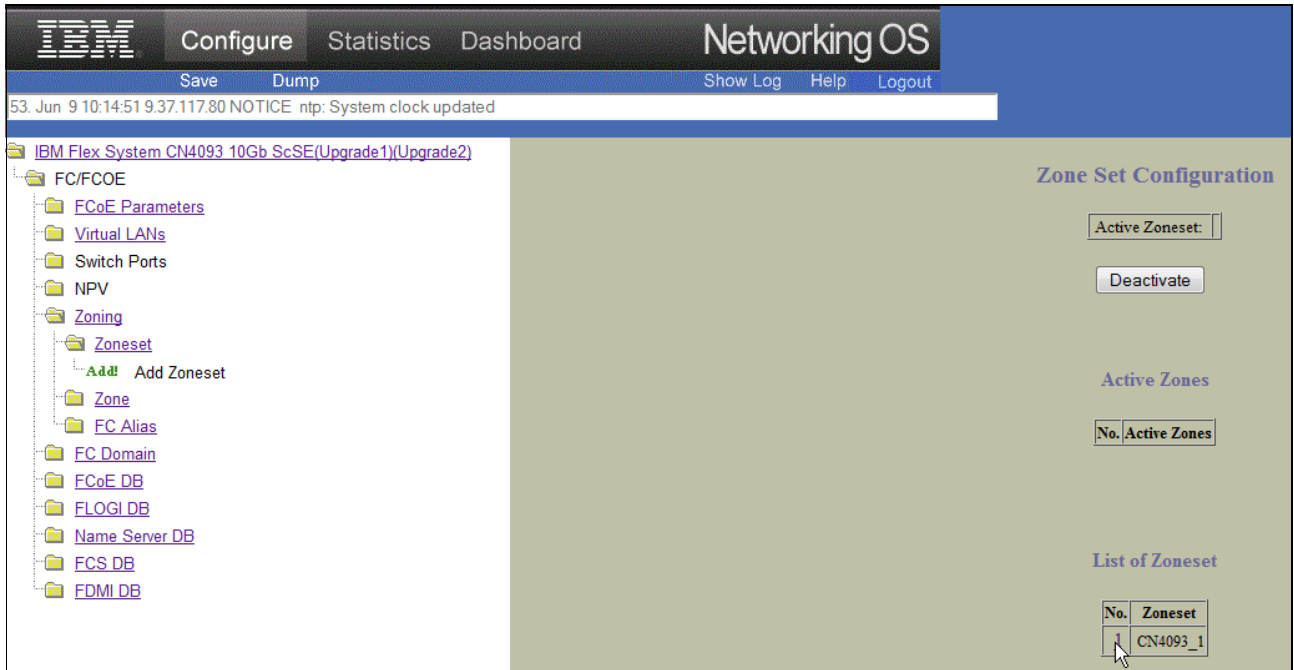 IBM Configure Statistics Dashboard Networking OS
Save Dump Show Log Help Logout
53. Jun 9 10:14:51 9.37.117.80 NOTICE ntp: System clock updated
IBM Flex System CN4093 10Gb ScSE(Upgrade1)(Upgrade2)
FC/FCOE
FCoE Parameters
Virtual LANs
Switch Ports
NPV
Zoning
Zoneset
Add! Add Zoneset
Zone
FC Alias
FC Domain
FCoE DB
FLOGI DB
Name Server DB
FCS DB
FDMI DB
Zone Set Configuration
Active Zoneset:
Deactivate
Active Zones
No. Active Zones
List of Zoneset
No. Zoneset
1 CN4093_1